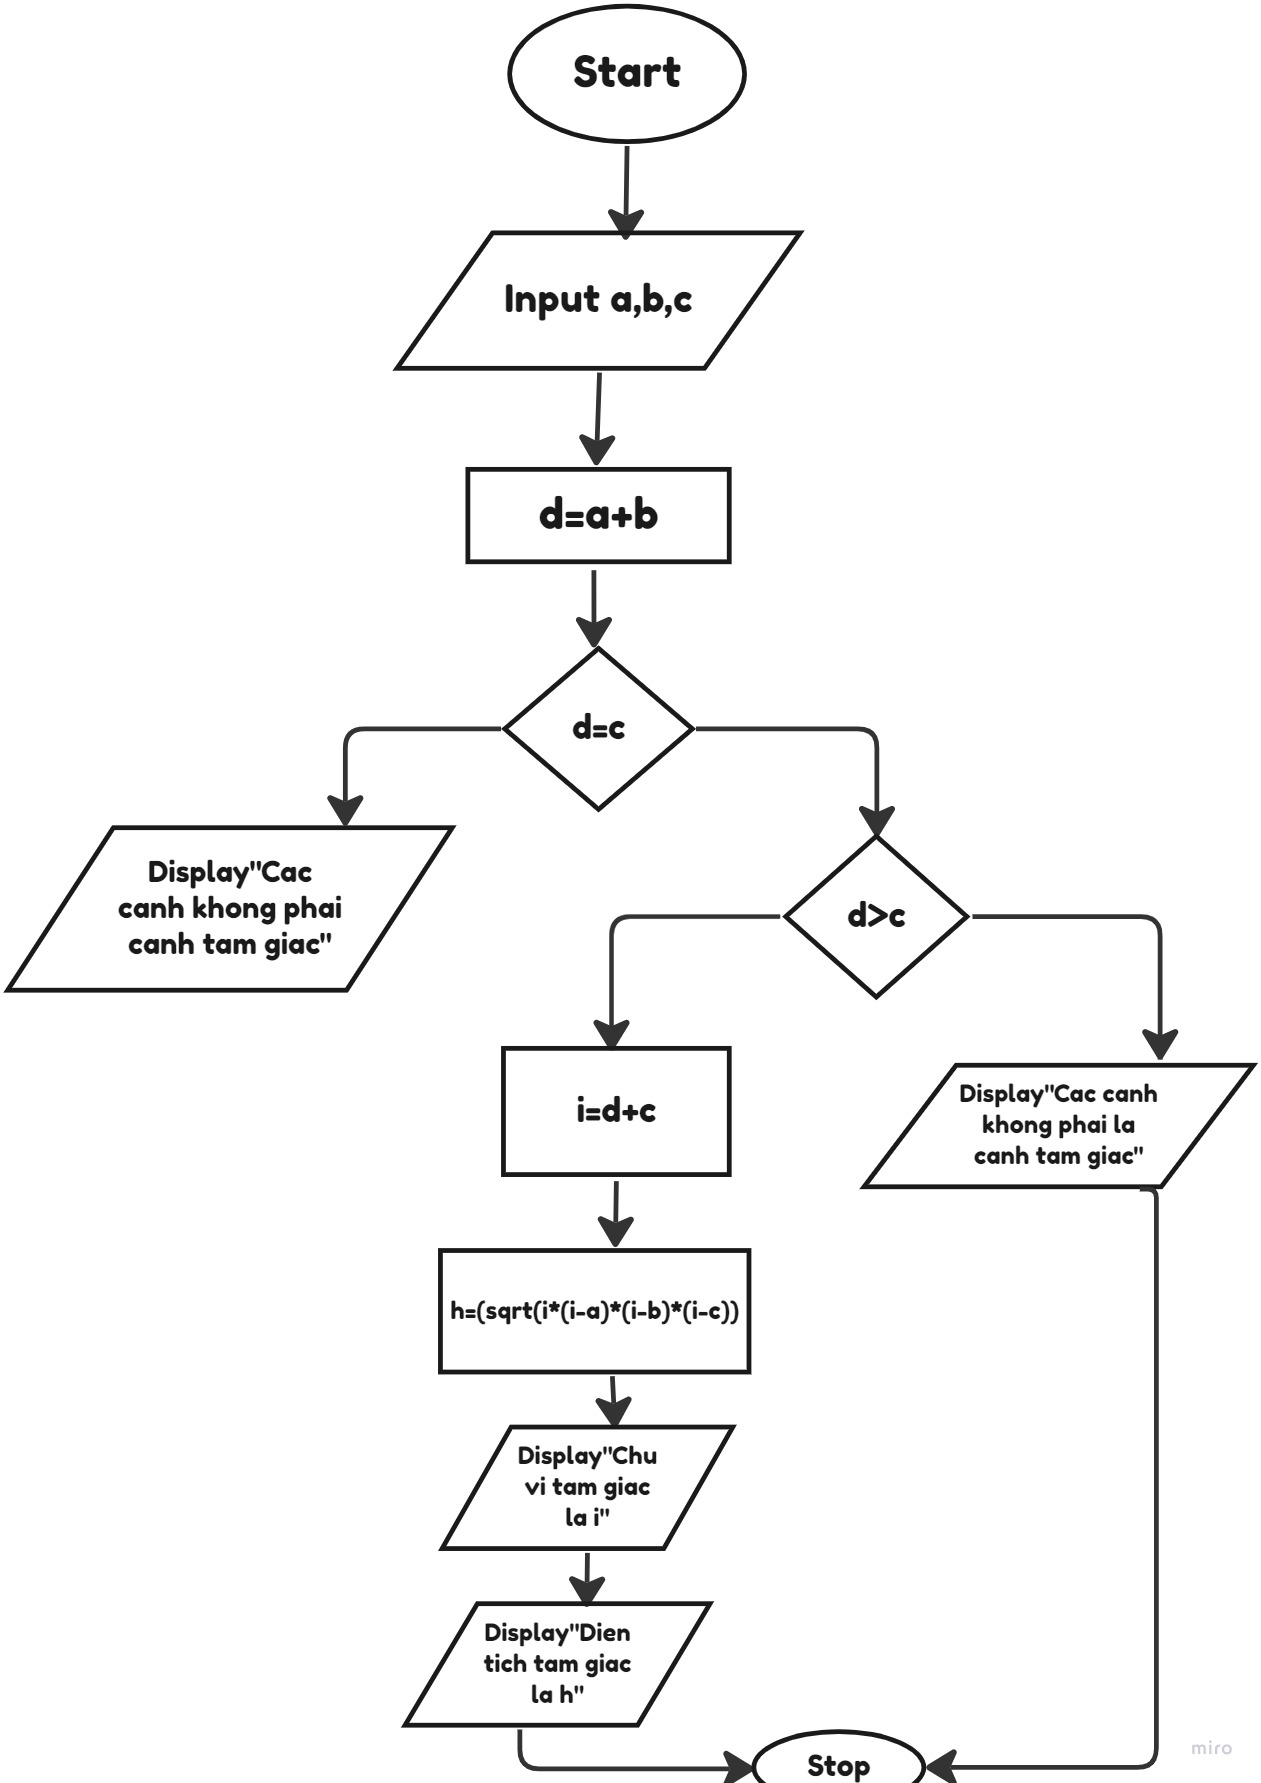 Start
Input a,b,c
d=a+b
d=c
Display"Cac
canh khong phai
canh tam giac"
d>c
i=d+c
Display"Cac canh
khong phai la
canh tam giac"
h=(sqrt(i*(i-a)*(i-b)*(i-c))
Display"Chu
vi tam giac
la i"
Display"Dien
tich tam giac
la h"
Stop
miro